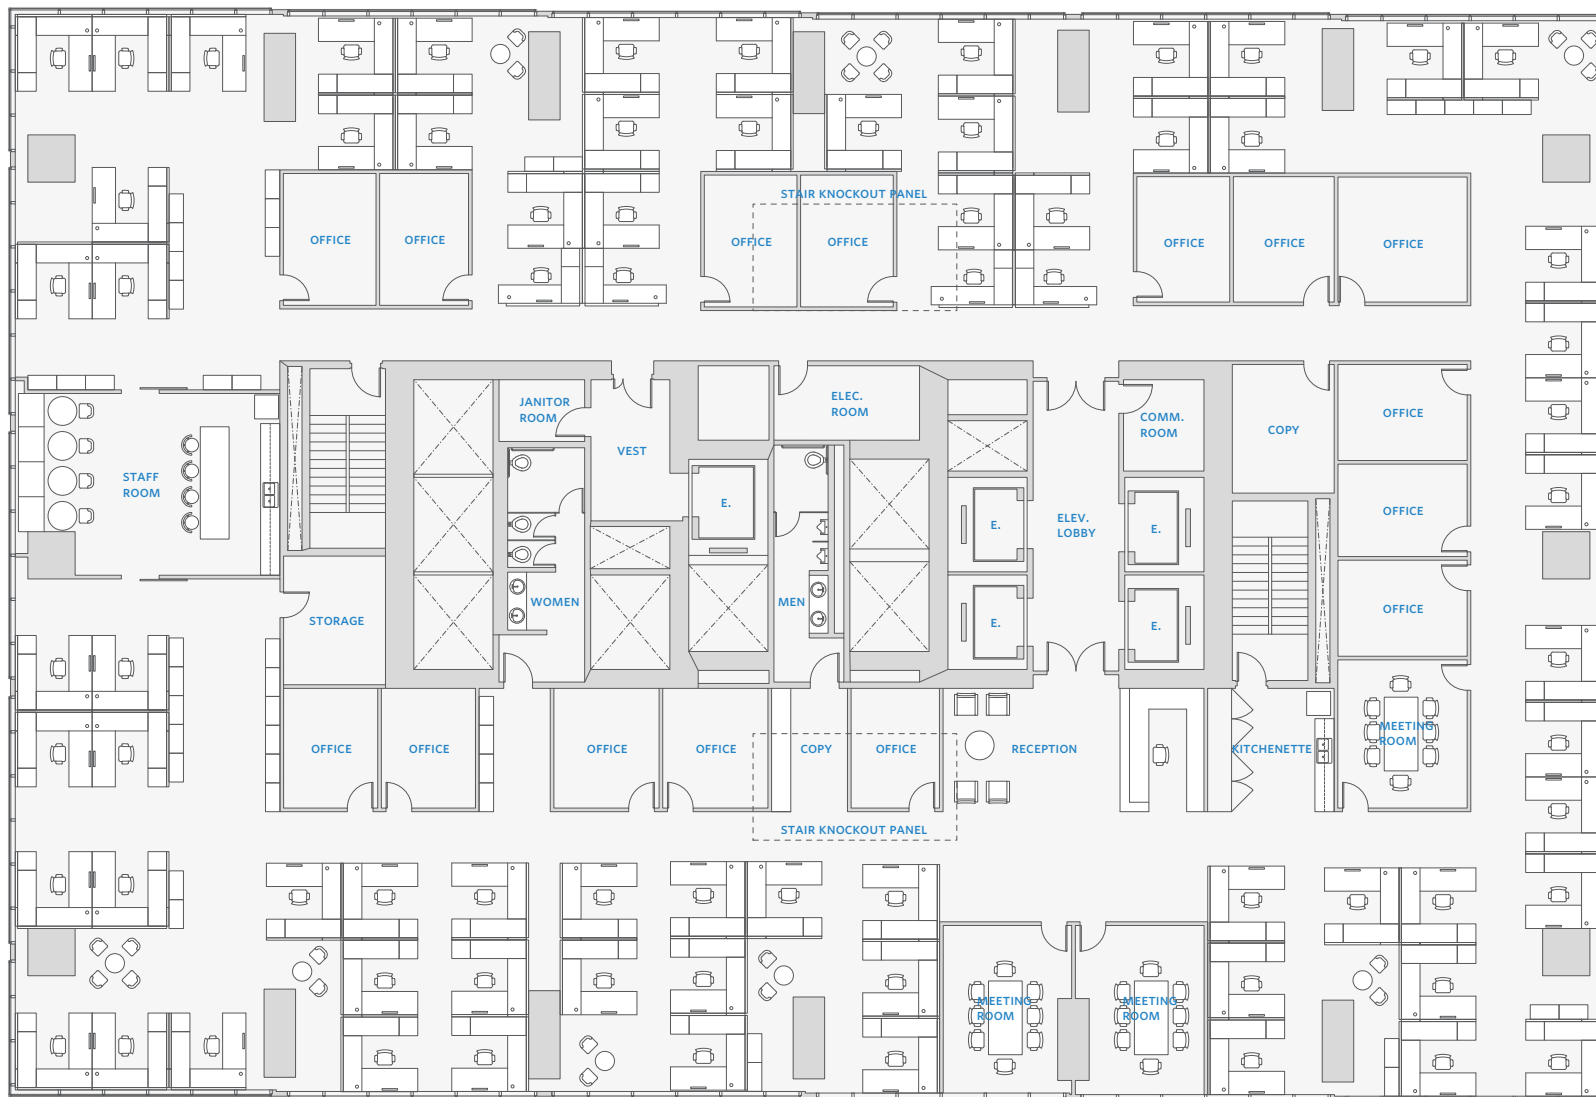 STAIR KNOCKOUT PANEL
OFFICE
OFFICE
OFFICE
OFFICE
OFFICE
OFFICE
OFFICE
JANITOR
ROOM
ELEC.
ROOM
COMM.
ROOM
OFFICE
COPY
VEST
STAFF
ROOM
E.
E.
ELEV.
LOBBY
E.
OFFICE
WOMEN
MEN
OFFICE
STORAGE
E.
E.
OFFICE
OFFICE
OFFICE
OFFICE
COPY
OFFICE
RECEPTION
KITCHENETTE
MEETING
ROOM
STAIR KNOCKOUT PANEL
MEETING
ROOM
MEETING
ROOM